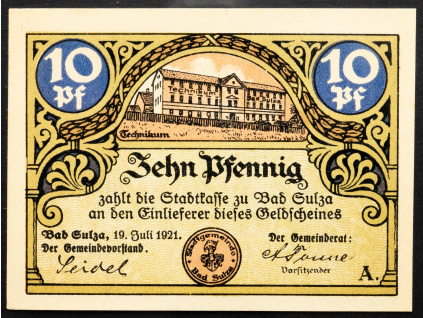 10 Pf
10 Pf
Technikum
Technikum
Zehn Pfennig
zahlt die Stadtkasse zu Bad Sulza
an den Einlieferer dieses Geldscheines
Bad Sulza, 19. Juli 1921.
Der Gemeindevorstand.
Der Gemeinderat:
Seidel
Stadtgemeinde
Bad Sulza
Vorsitzender
A.